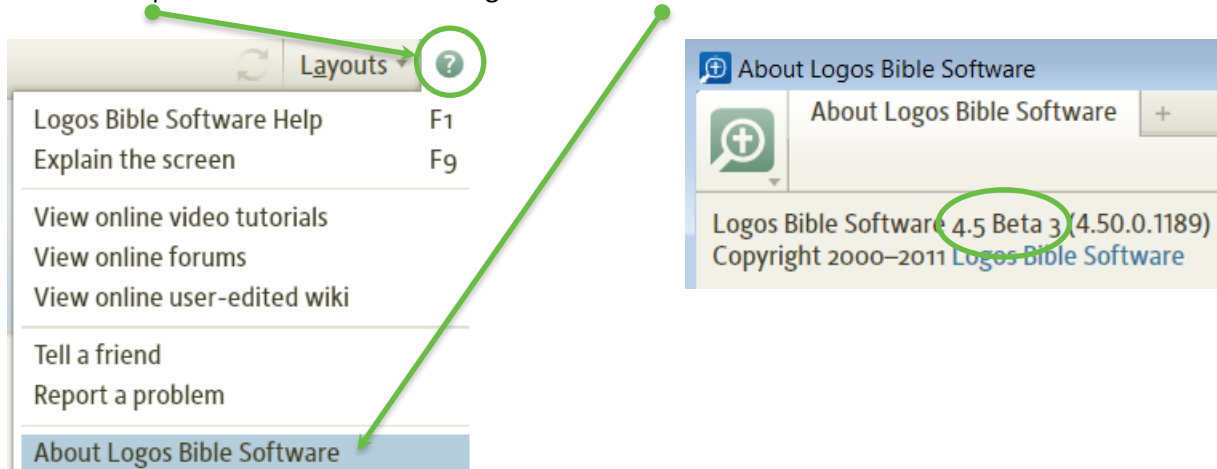 Layouts ?
Logos Bible Software Help F1
Explain the screen F9
View online video tutorials
View online forums
View online user-edited wiki
Tell a friend
Report a problem
About Logos Bible Software
About Logos Bible Software
About Logos Bible Software +
Logos Bible Software 4.5 Beta 3 (4.50.0.1189)
Copyright 2000–2011 Logos Bible Software